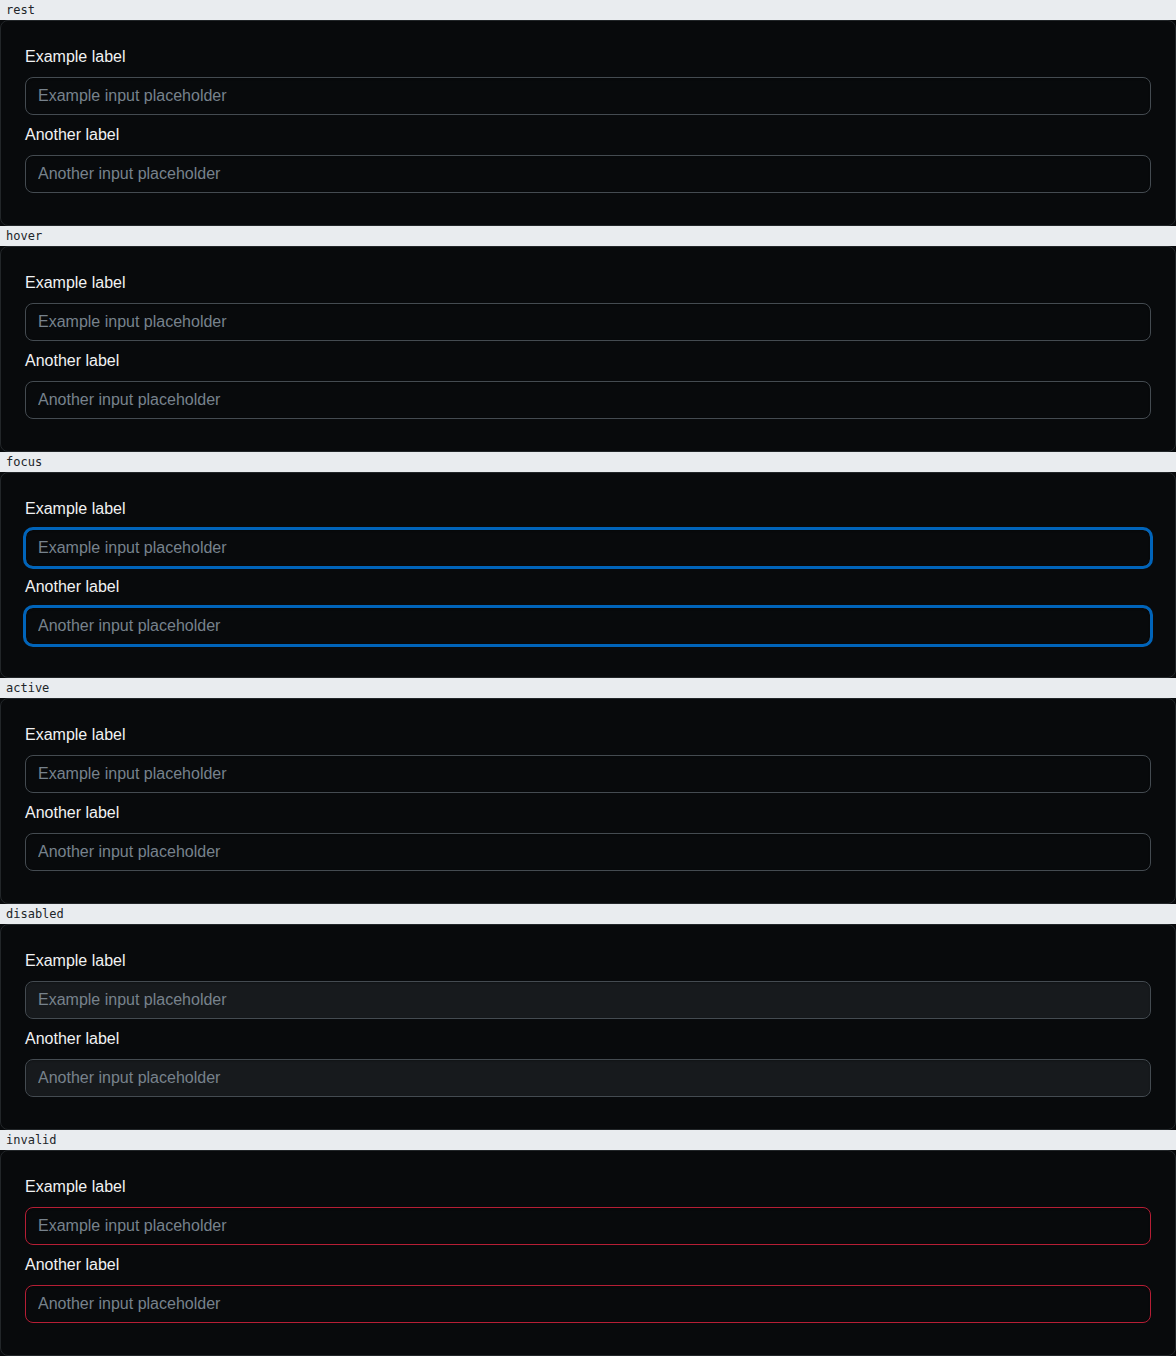 rest
Example label
Example input placeholder
Another label
Another input placeholder
hover
Example label
Example input placeholder
Another label
Another input placeholder
focus
Example label
Example input placeholder
Another label
Another input placeholder
active
Example label
Example input placeholder
Another label
Another input placeholder
disabled
Example label
Example input placeholder
Another label
Another input placeholder
invalid
Example label
Example input placeholder
Another label
Another input placeholder